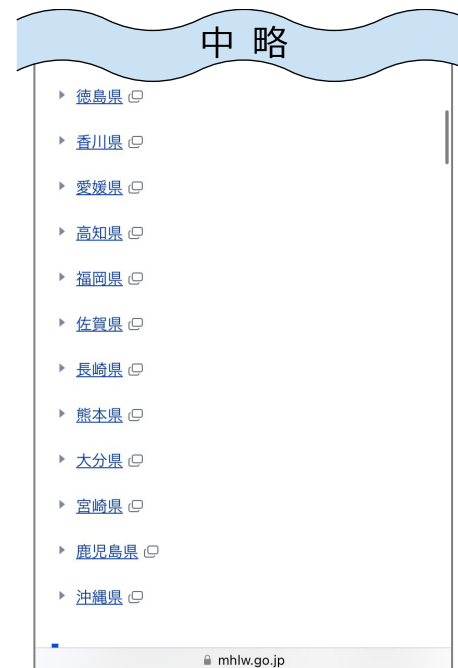 中略
徳島県
香川県
愛媛県
高知県
福岡県
佐賀県
長崎県
熊本県
大分県
宮崎県
鹿児島県
沖縄県
mhlw.go.jp